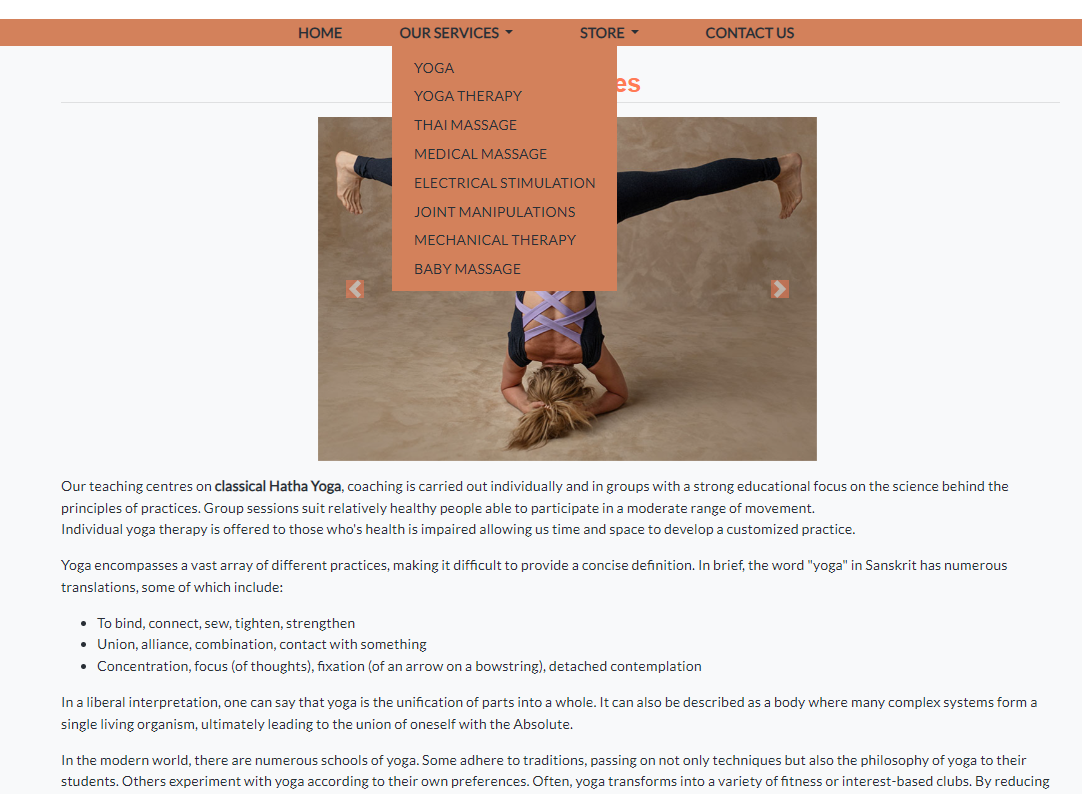 HOME OUR SERVICES STORE CONTACT US
YOGA
YOGA THERAPY
THAI MASSAGE
MEDICAL MASSAGE
ELECTRICAL STIMULATION
JOINT MANIPULATIONS
MECHANICAL THERAPY
BABY MASSAGE
Our teaching centres on classical Hatha Yoga, coaching is carried out individually and in groups with a strong educational focus on the science behind the
principles of practices. Group sessions suit relatively healthy people able to participate in a moderate range of movement.
Individual yoga therapy is offered to those who's health is impaired allowing us time and space to develop a customized practice.
Yoga encompasses a vast array of different practices, making it difficult to provide a concise definition. In brief, the word "yoga" in Sanskrit has numerous
translations, some of which include:
• To bind, connect, sew, tighten, strengthen
• Union, alliance, combination, contact with something
• Concentration, focus (of thoughts), fixation (of an arrow on a bowstring), detached contemplation
In a liberal interpretation, one can say that yoga is the unification of parts into a whole. It can also be described as a body where many complex systems form a
single living organism, ultimately leading to the union of oneself with the Absolute.
In the modern world, there are numerous schools of yoga. Some adhere to traditions, passing on not only techniques but also the philosophy of yoga to their
students. Others experiment with yoga according to their own preferences. Often, yoga transforms into a variety of fitness or interest-based clubs. By reducing